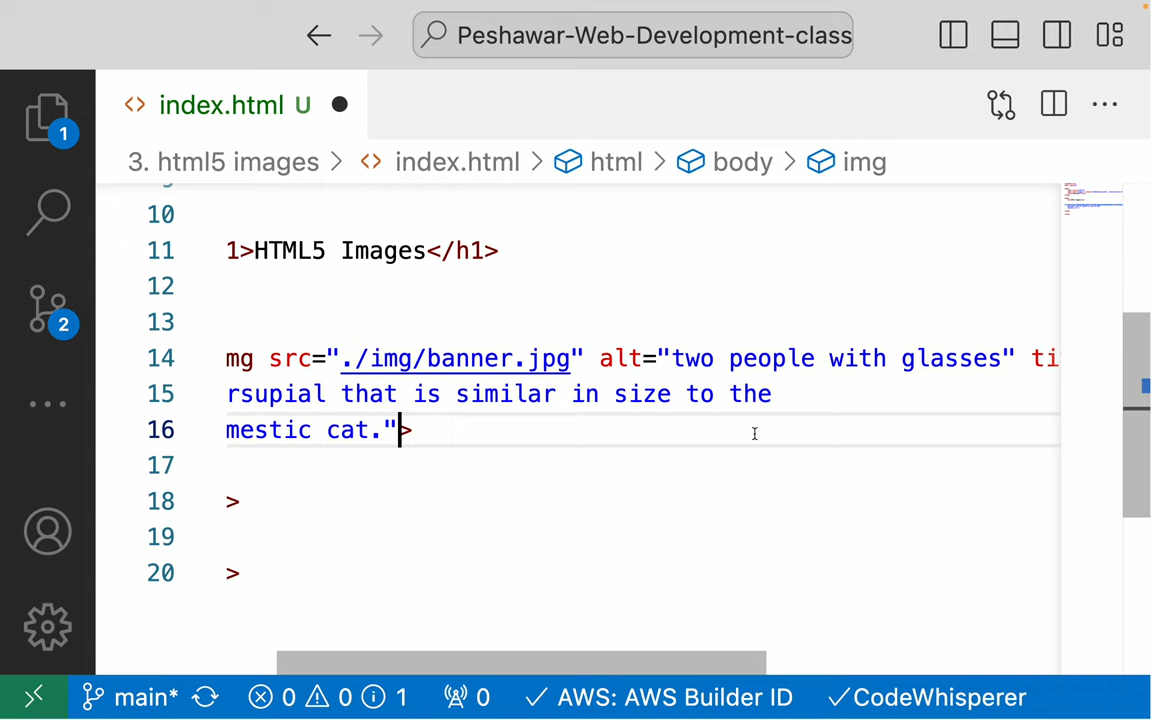 Peshawar-Web-Development-class
index.html U
3. html5 images > index.html > html > body > img
10
11 1>HTML5 Images</h1>
12
13
14 mg src="./img/banner.jpg" alt="two people with glasses" ti
15 rsupial that is similar in size to the
16 mestic cat.">
17
18 >
19
20 >
1
2
main* 0 0 1 0 AWS: AWS Builder ID CodeWhisperer